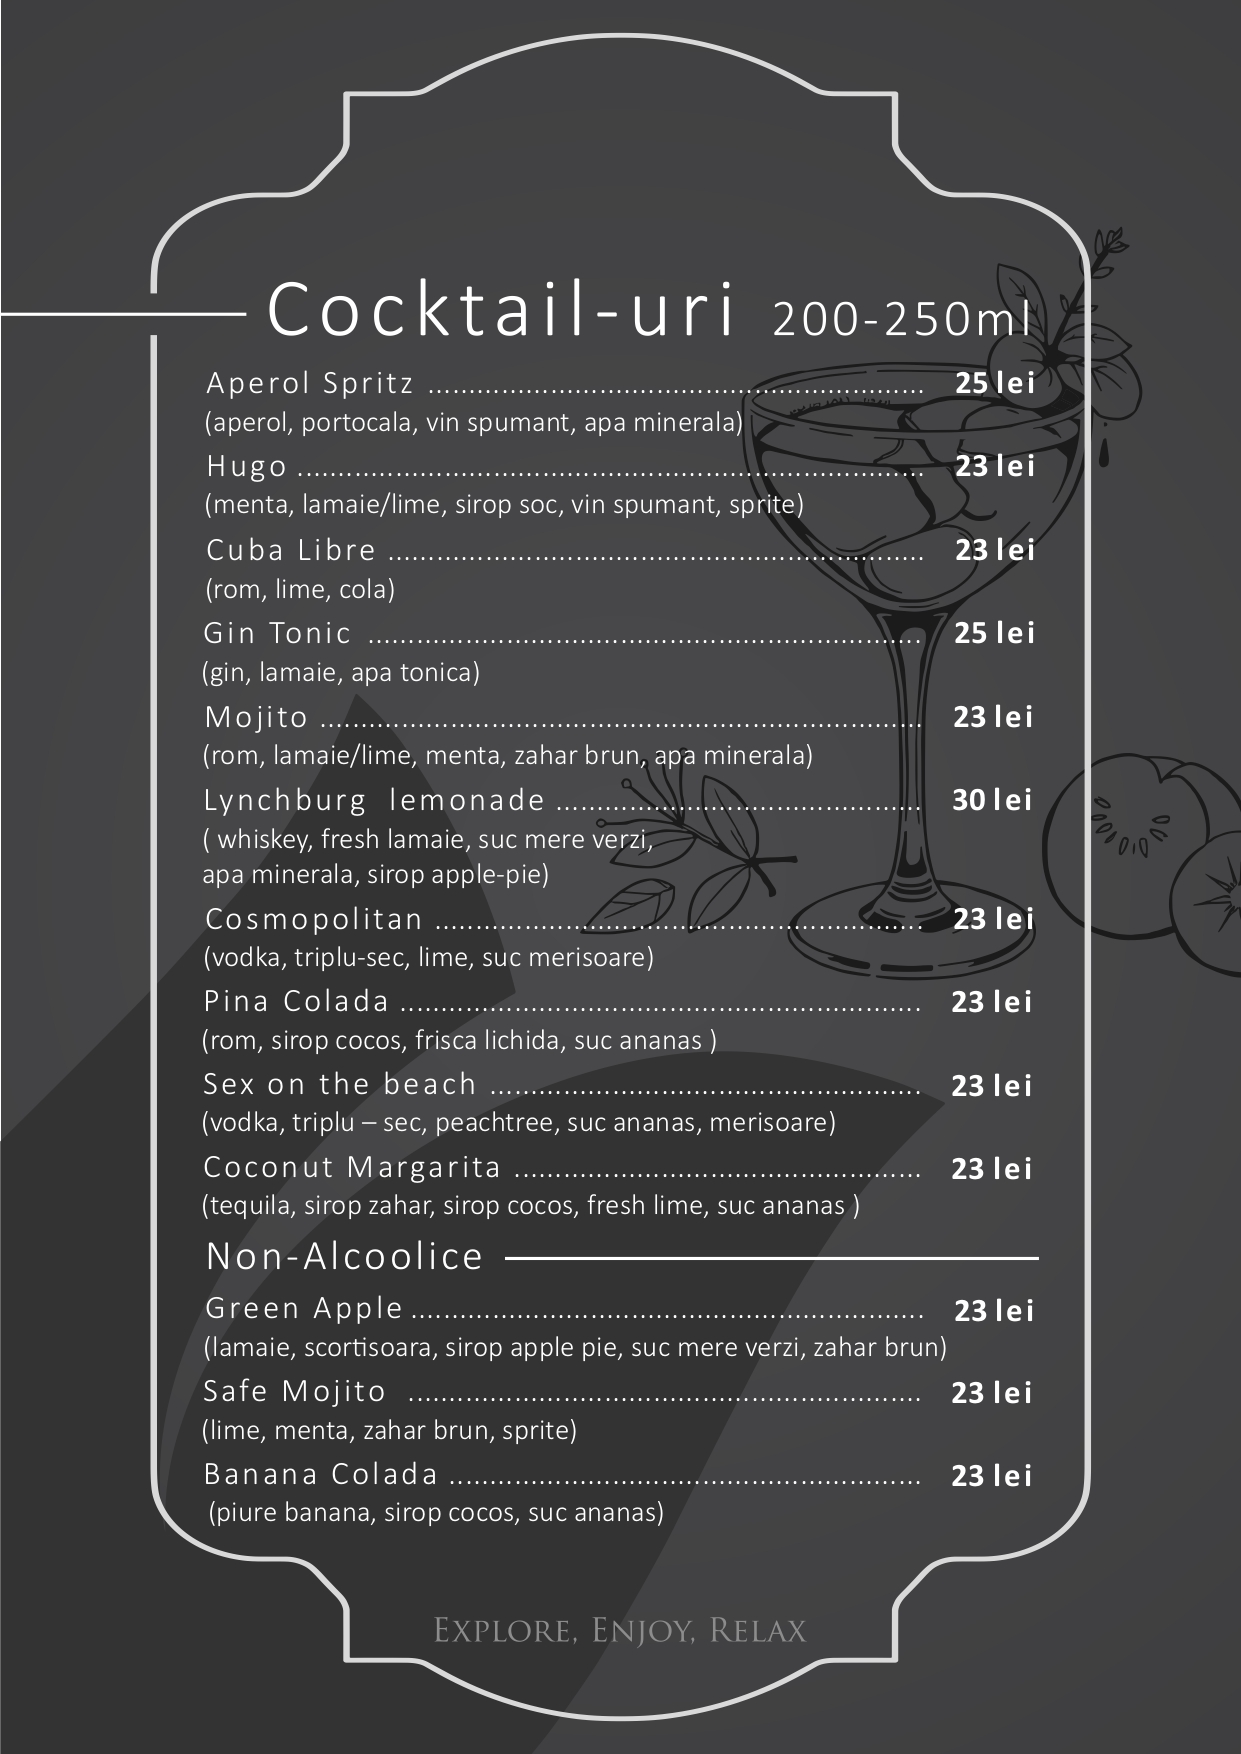 Cocktail-uri 200-250ml
Aperol Spritz ........................................................... 25 lei
(aperol, portocala, vin spumant, apa minerala)
Hugo ........................................................................... 23 lei
(menta, lamaie/lime, sirop soc, vin spumant, sprite)
Cuba Libre ................................................................ 23 lei
(rom, lime, cola)
Gin Tonic .................................................................. 25 lei
(gin, lamaie, apa tonica)
Mojito ........................................................................ 23 lei
(rom, lamaie/lime, menta, zahar brun, apa minerala)
Lynchburg lemonade ............................................ 30 lei
( whiskey, fresh lamaie, suc mere verzi,
apa minerala, sirop apple-pie)
Cosmopolitan .......................................................... 23 lei
(vodka, triplu-sec, lime, suc merisoare)
Pina Colada .............................................................. 23 lei
(rom, sirop cocos, frisca lichida, suc ananas )
Sex on the beach .................................................... 23 lei
(vodka, triplu – sec, peachtree, suc ananas, merisoare)
Coconut Margarita ................................................. 23 lei
(tequila, sirop zahar, sirop cocos, fresh lime, suc ananas )
Non-Alcoolice
Green Apple ............................................................. 23 lei
(lamaie, scortisoara, sirop apple pie, suc mere verzi, zahar brun)
Safe Mojito ............................................................. 23 lei
(lime, menta, zahar brun, sprite)
Banana Colada ........................................................ 23 lei
(piure banana, sirop cocos, suc ananas)
Explore, Enjoy, Relax